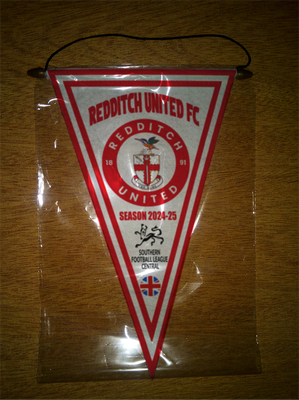 REDDITCH UNITED FC
REDDITCH
18 91
UNITED
SEASON 2024-25
SOUTHERN
FOOTBALL LEAGUE
CENTRAL